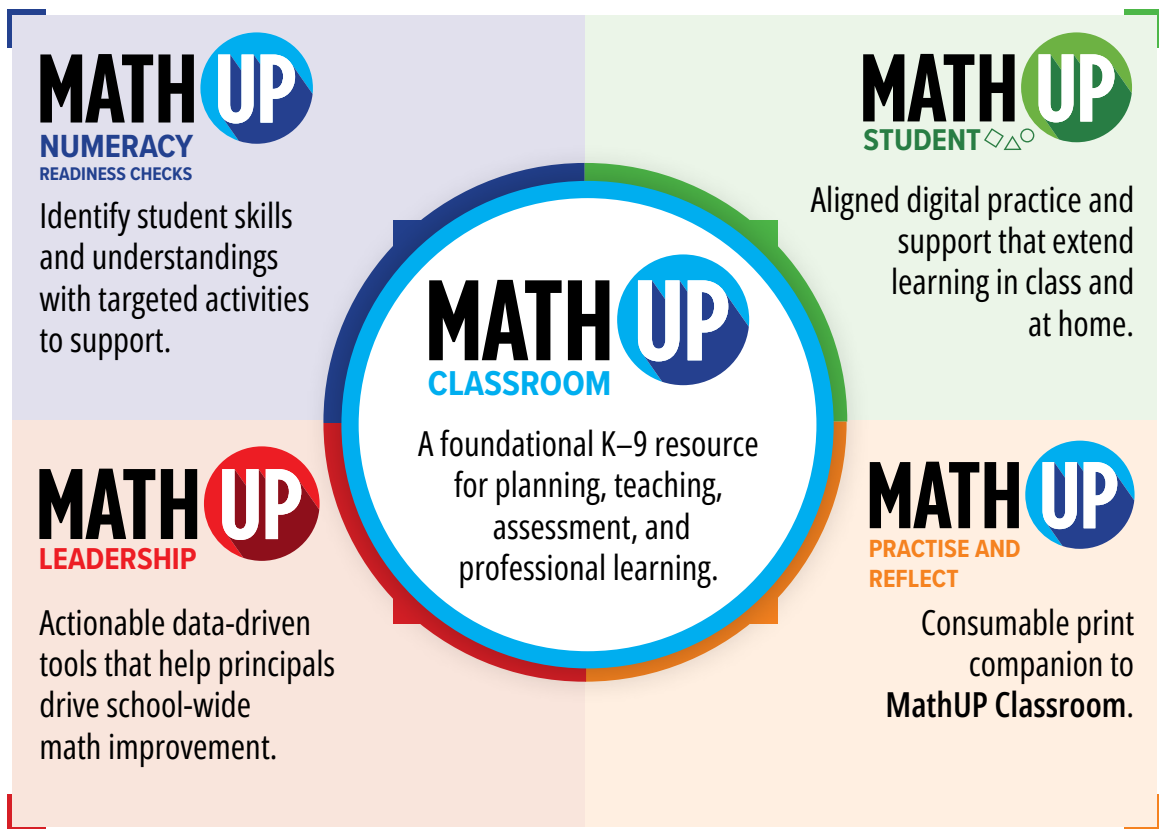 MATH UP
NUMERACY
READINESS CHECKS
Identify student skills
and understandings
with targeted activities
to support.
MATH UP
STUDENT
Aligned digital practice and
support that extend
learning in class and
at home.
MATH UP
CLASSROOM
A foundational K–9 resource
for planning, teaching,
assessment, and
professional learning.
MATH UP
LEADERSHIP
Actionable data-driven
tools that help principals
drive school-wide
math improvement.
MATH UP
PRACTISE AND
REFLECT
Consumable print
companion to
MathUP Classroom.